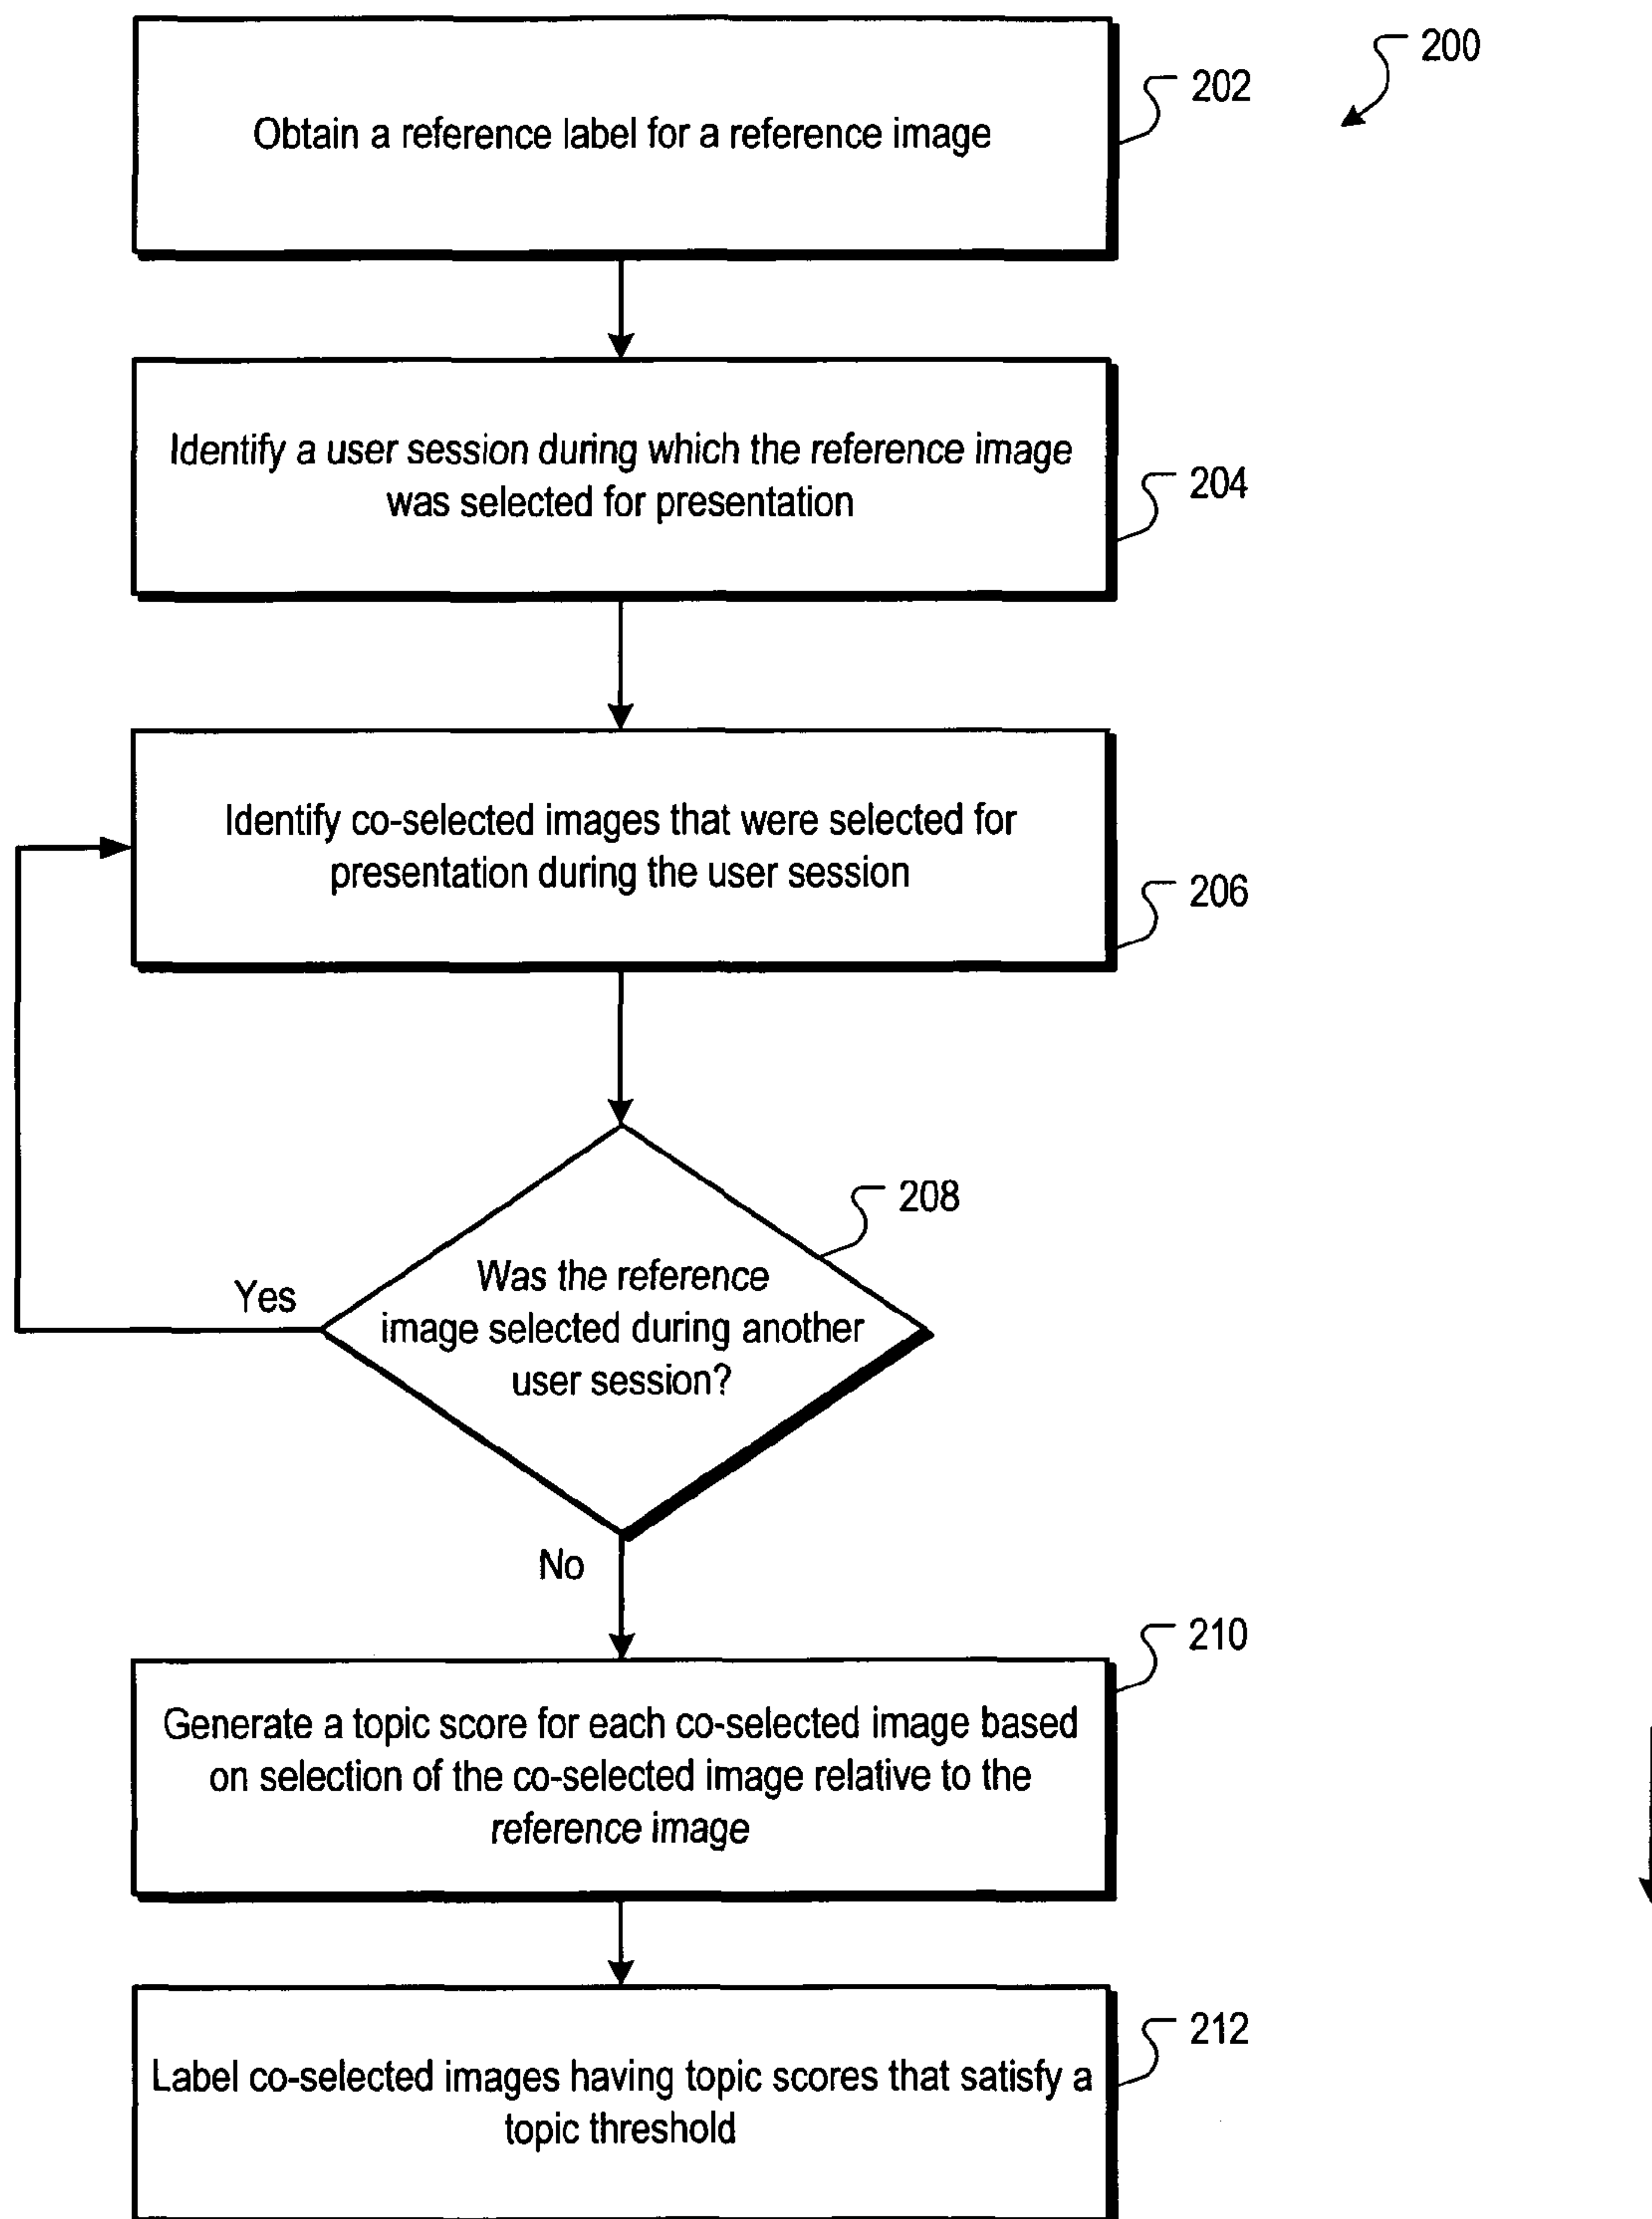 200
202
Obtain a reference label for a reference image
Identify a user session during which the reference image
was selected for presentation
204
Identify co-selected images that were selected for
presentation during the user session
206
208
Was the reference
image selected during another
user session?
Yes
No
210
Generate a topic score for each co-selected image based
on selection of the co-selected image relative to the
reference image
212
Label co-selected images having topic scores that satisfy a
topic threshold